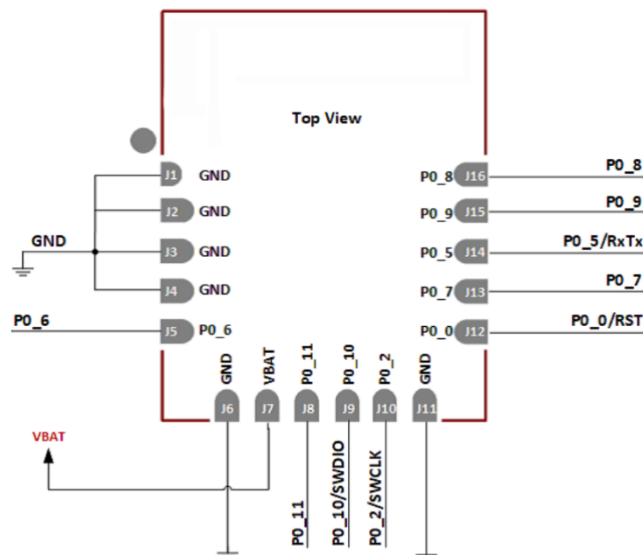 Top View
J1 GND
J2 GND
GND J3 GND
J4 GND
P0_6 J5 P0_6
P0_8 J16 P0_8
P0_9 J15 P0_9
P0_5 J14 P0_5/RxTx
P0_7 J13 P0_7
P0_0 J12 P0_0/RST
GND VBAT P0_11 P0_10 P0_2 GND
J6 J7 J8 J9 J10 J11
VBAT
P0_11 P0_10/SWDIO P0_2/SWCLK